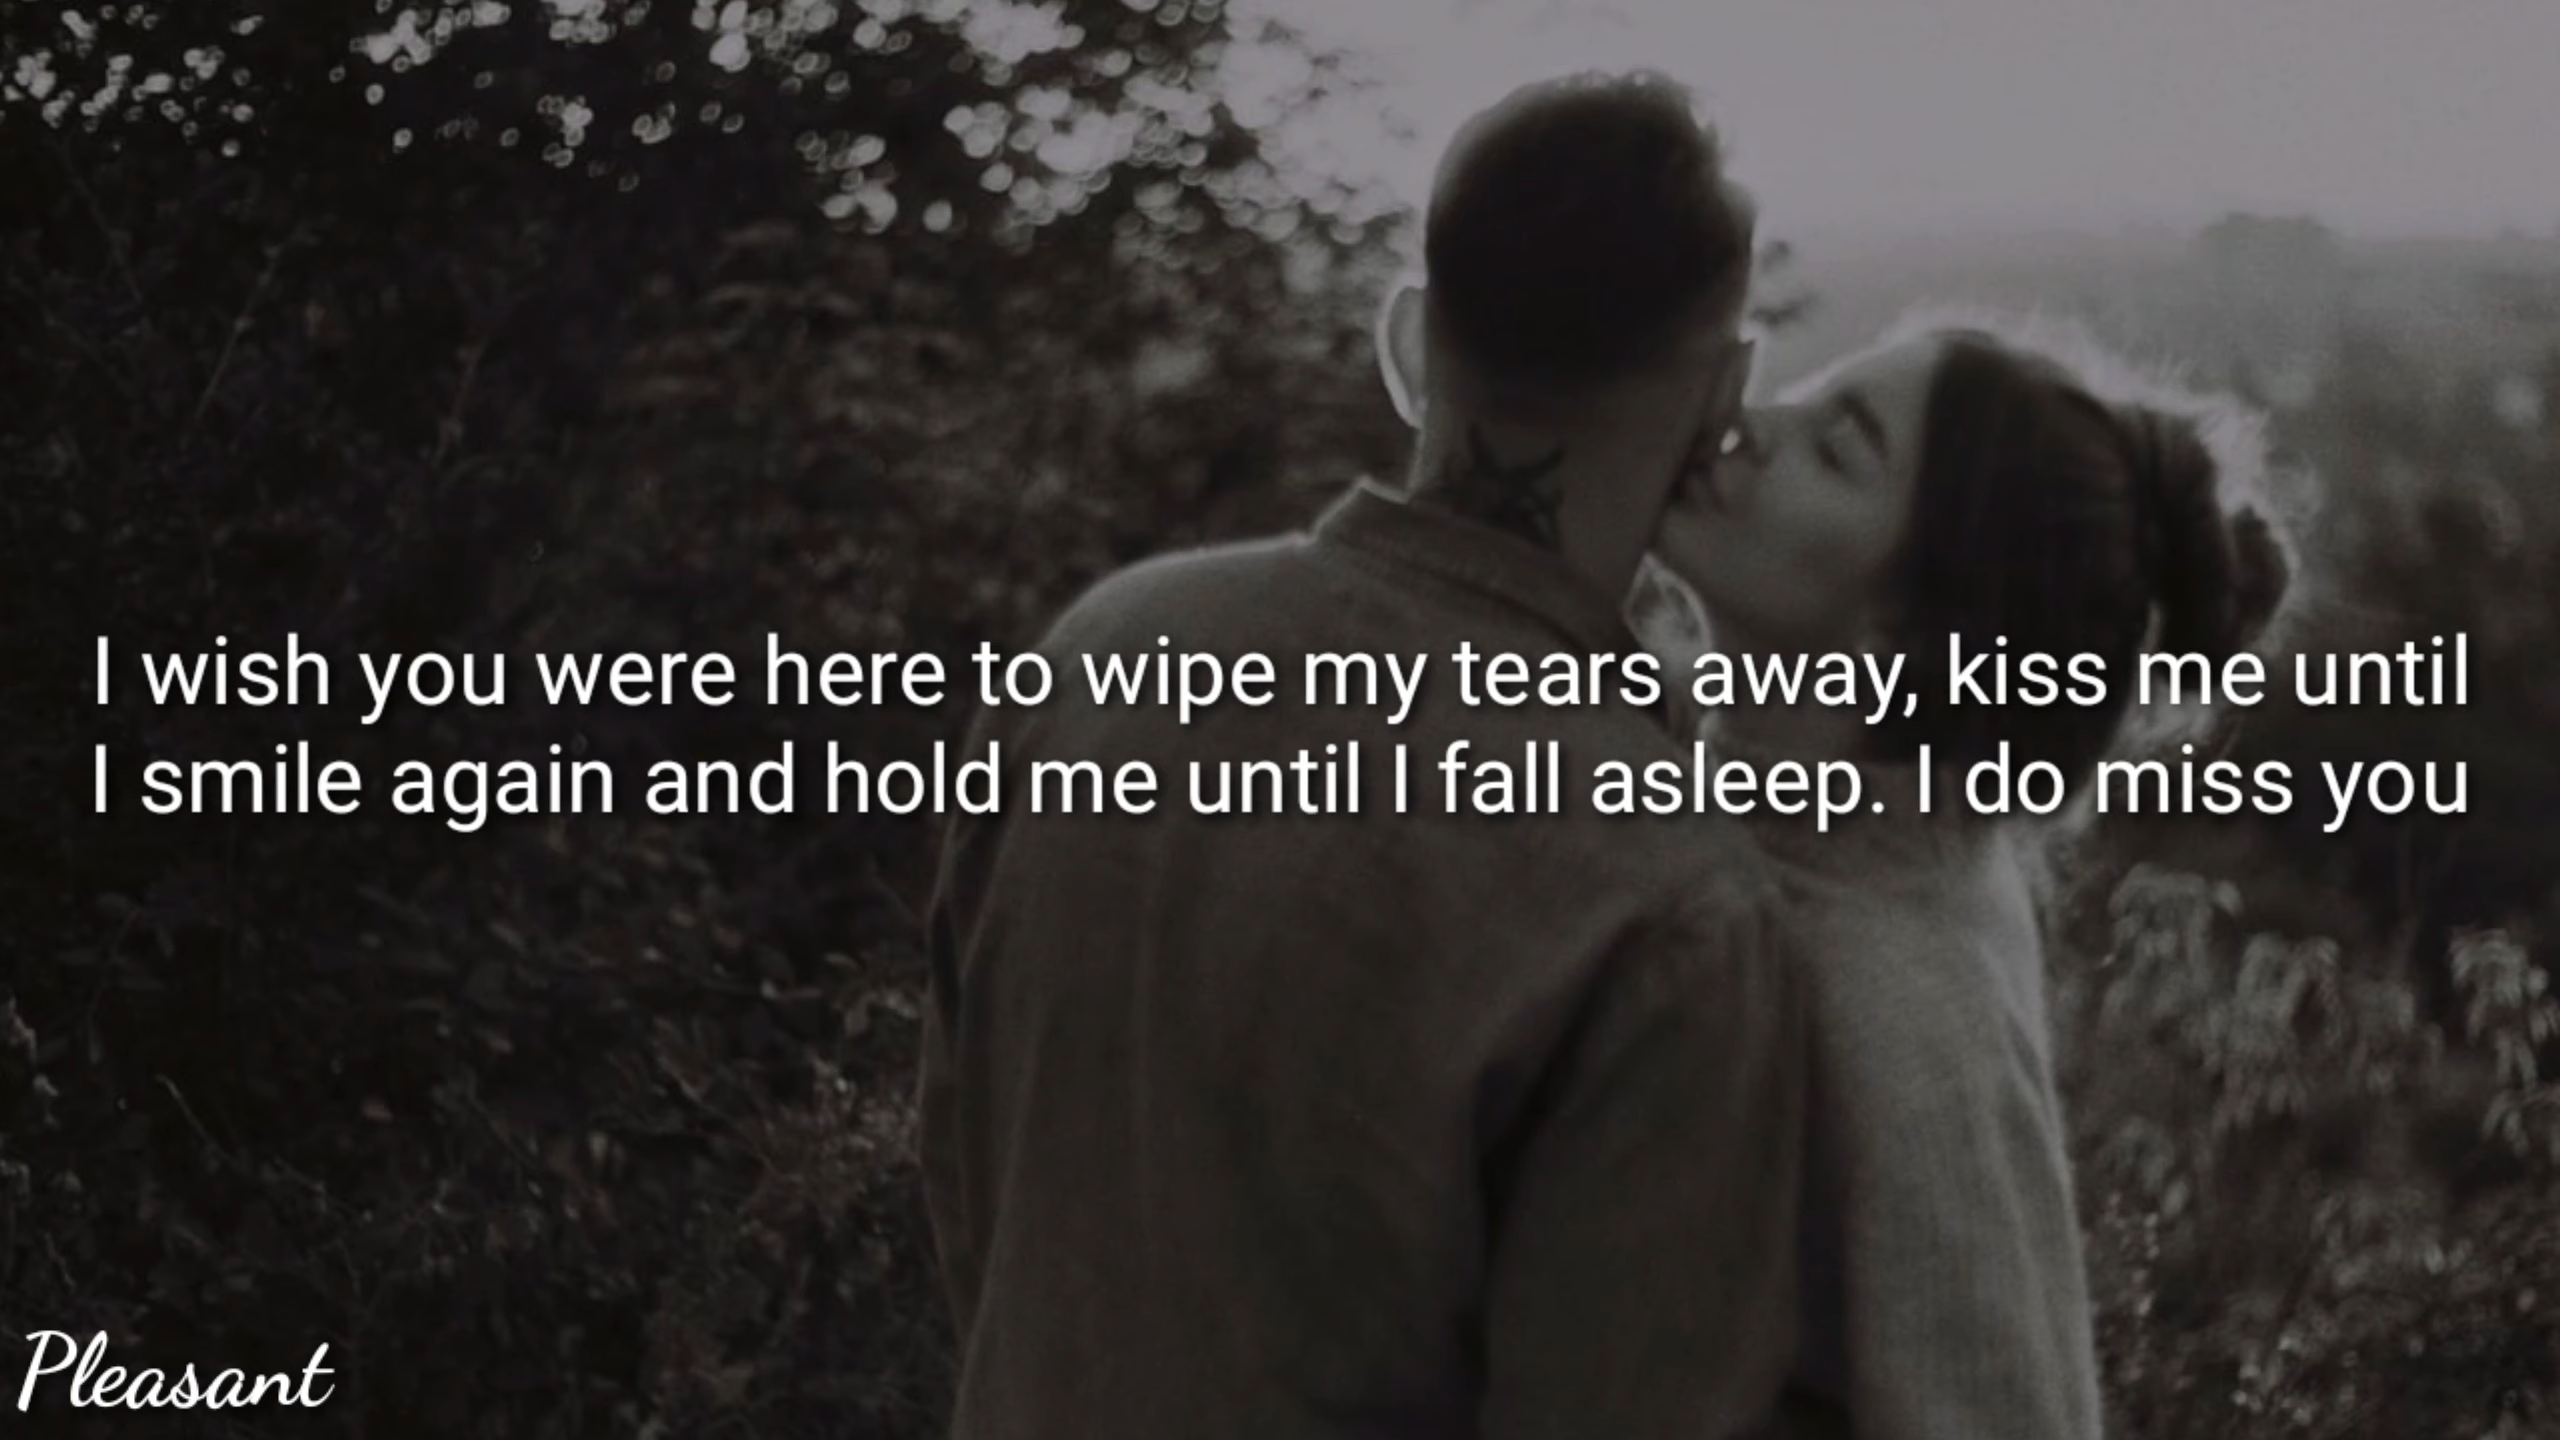 I wish you were here to wipe my tears away, kiss me until
I smile again and hold me until I fall asleep. I do miss you
Pleasant